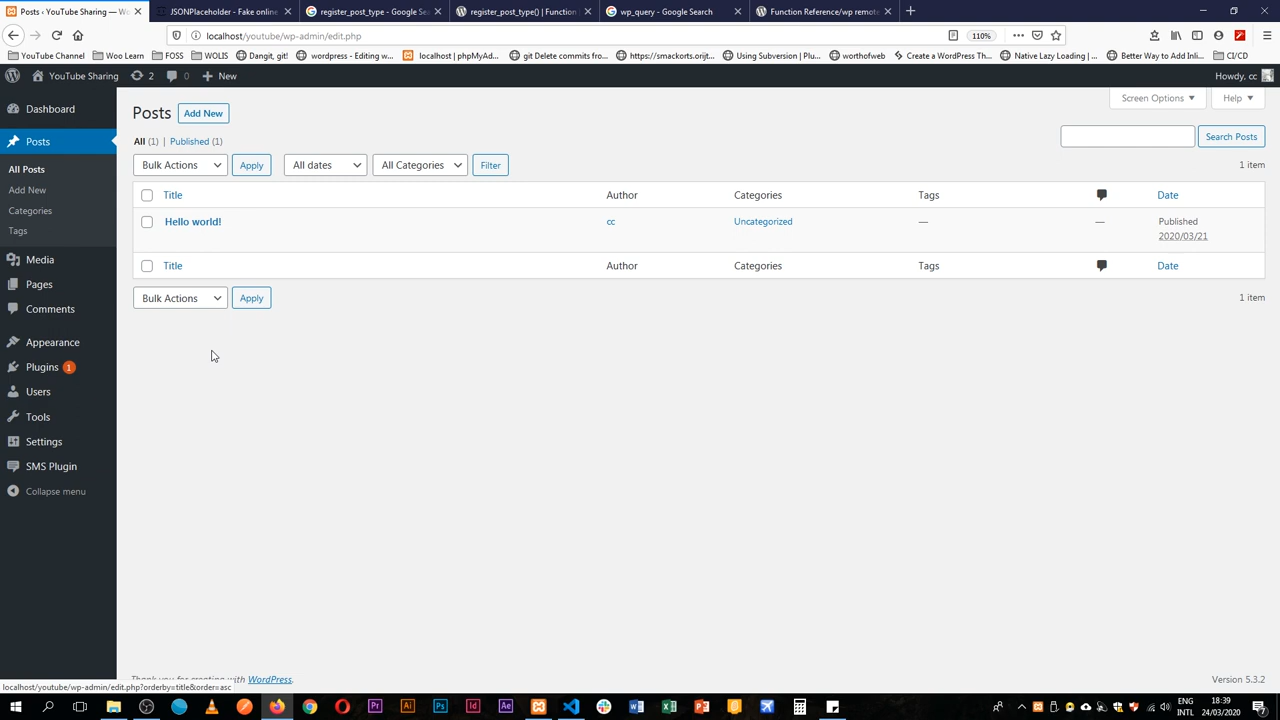 Posts ‹ YouTube Sharing — Wo
JSONPlaceholder - Fake online
register_post_type - Google Sea
register_post_type() | Function
wp_query - Google Search
Function Reference/wp remote
localhost/youtube/wp-admin/edit.php
110%
YouTube Channel
Woo Learn
FOSS
WOLIS
Dangit, git!
wordpress - Editing w...
localhost | phpMyAd...
git Delete commits fro...
https://smackorts.orijt...
Using Subversion | Plu...
worthofweb
Create a WordPress Th...
Native Lazy Loading | ...
Better Way to Add Inli...
CI/CD
YouTube Sharing
2
0
New
Howdy, cc
Dashboard
Posts
All Posts
Add New
Categories
Tags
Media
Pages
Comments
Appearance
Plugins 1
Users
Tools
Settings
SMS Plugin
Collapse menu
Screen Options
Help
Posts
Add New
All (1) | Published (1)
Search Posts
Bulk Actions
Apply
All dates
All Categories
Filter
1 item
Title
Author
Categories
Tags
Date
Hello world!
cc
Uncategorized
—
—
Published
2020/03/21
Title
Author
Categories
Tags
Date
Bulk Actions
Apply
1 item
Thank you for creating with WordPress.
Version 5.3.2
localhost/youtube/wp-admin/edit.php?orderby=title&order=asc
ENG
INTL
18:39
24/03/2020